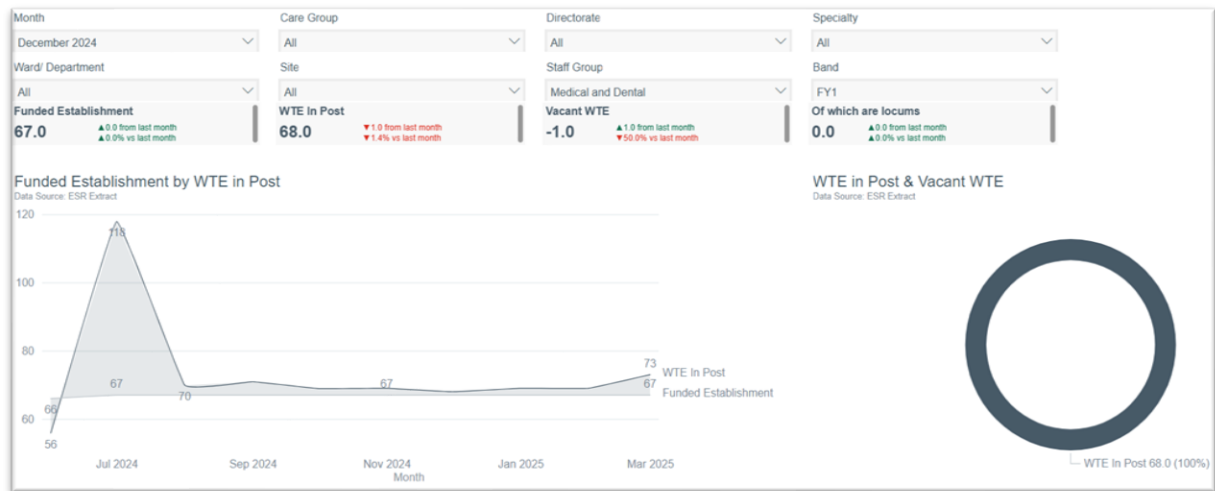 Month
Care Group
Directorate
Specialty
December 2024
All
All
All
Ward/ Department
Site
Staff Group
Band
All
All
Medical and Dental
FY1
Funded Establishment
67.0
▲0.0 from last month
▲0.0% vs last month
WTE In Post
68.0
▼1.0 from last month
▼1.4% vs last month
Vacant WTE
-1.0
▲1.0 from last month
▼50.0% vs last month
Of which are locums
0.0
▲0.0 from last month
▲0.0% vs last month
Funded Establishment by WTE in Post
Data Source: ESR Extract
120
100
80
60
118
67
66
56
70
67
73
67
WTE In Post
Funded Establishment
Jul 2024
Sep 2024
Nov 2024
Jan 2025
Mar 2025
Month
WTE in Post & Vacant WTE
Data Source: ESR Extract
WTE In Post 68.0 (100%)